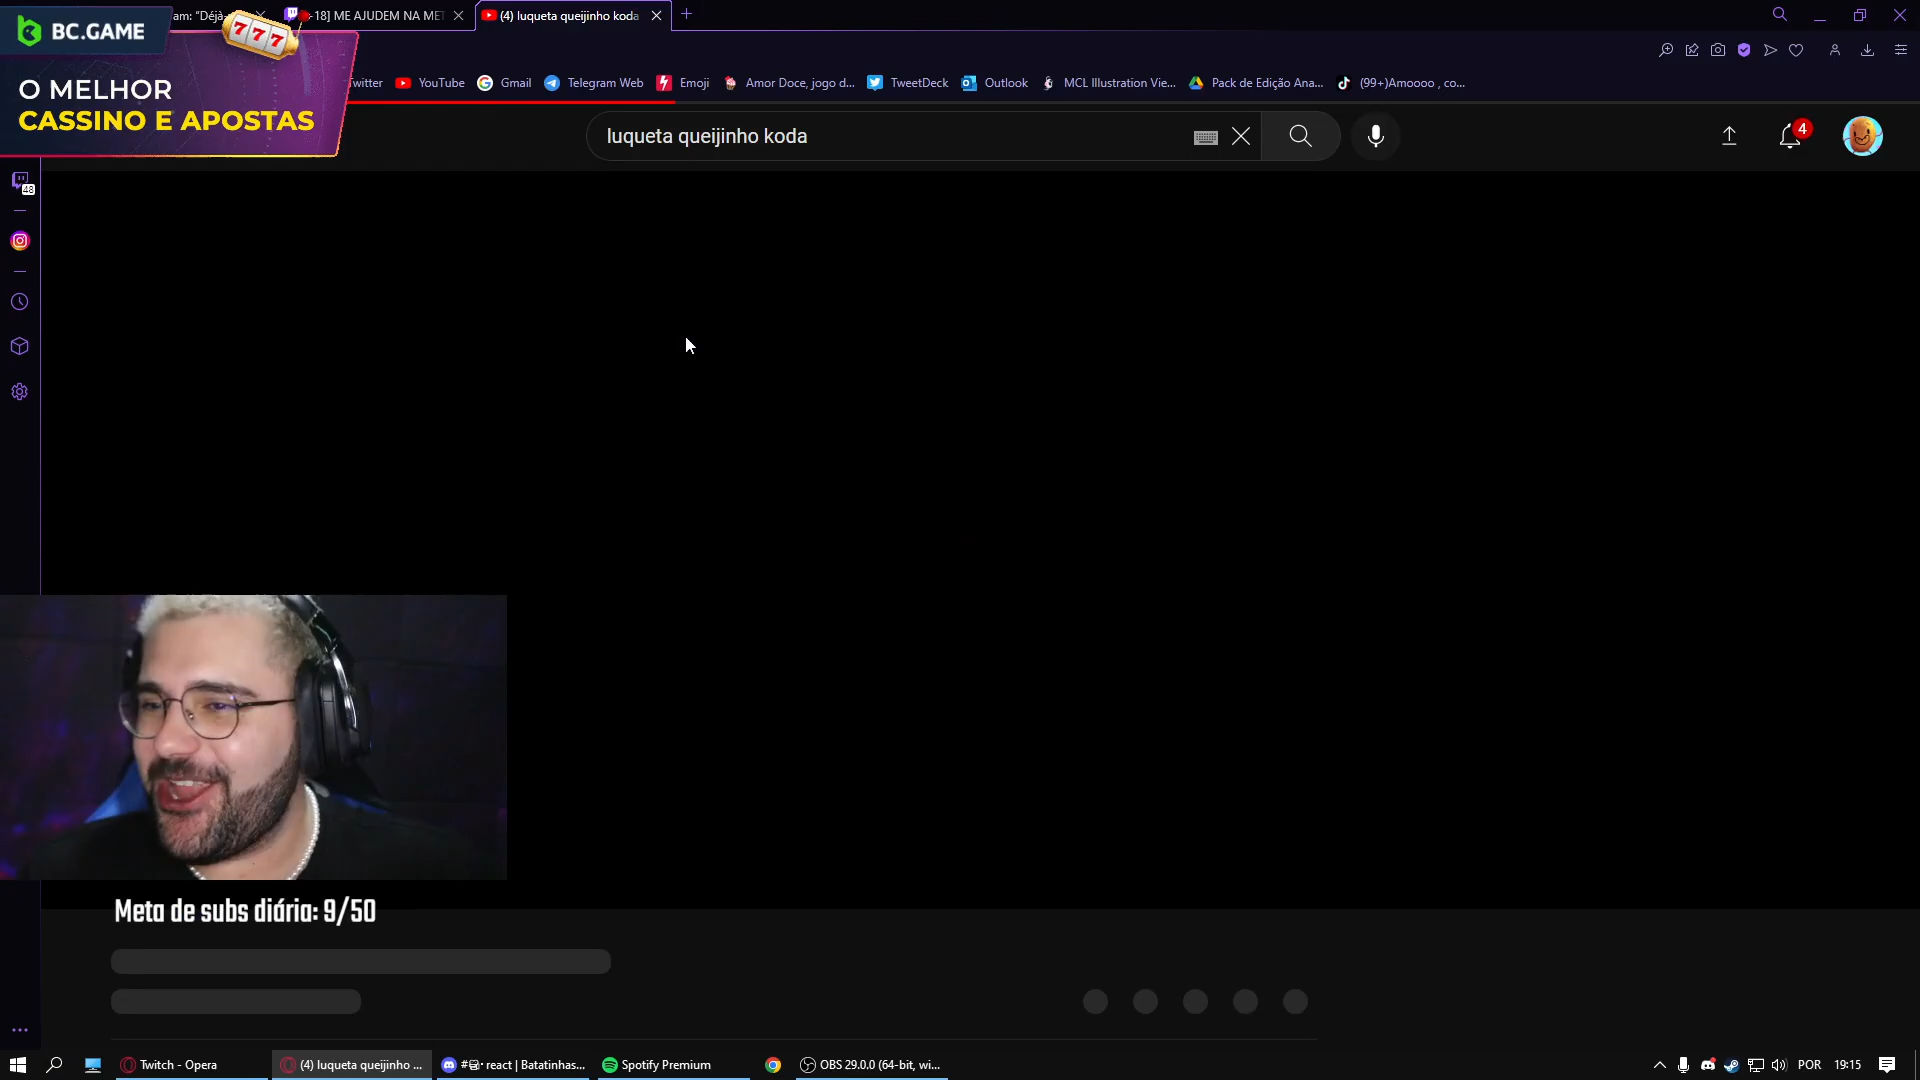 am: "Déjà
-18] ME AJUDEM NA MET
(4) luqueta queijinho koda
BC.GAME
777
O MELHOR
CASSINO E APOSTAS
Twitter
YouTube
Gmail
Telegram Web
Emoji
Amor Doce, jogo d...
TweetDeck
Outlook
MCL Illustration Vie...
Pack de Edição Ana...
(99+)Amoooo , co...
luqueta queijinho koda
4
48
Meta de subs diária: 9/50
Twitch - Opera
(4) luqueta queijinho ...
react | Batatinhas...
Spotify Premium
OBS 29.0.0 (64-bit, wi...
POR
19:15